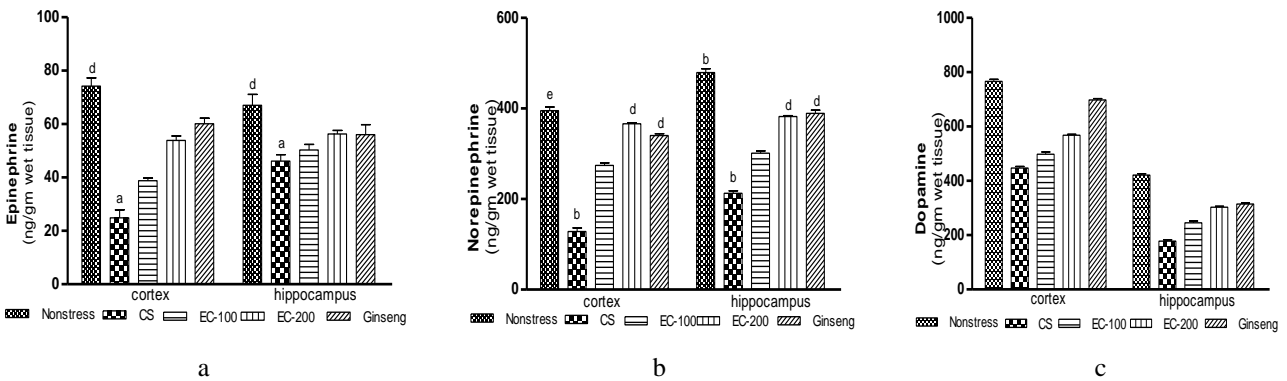 100
80
60
40
20
0
Epinephrine
(ng/gm wet tissue)
d
a
d
a
cortex
hippocampus
Nonstress
CS
EC-100
EC-200
Ginseng
a
600
400
200
0
Norepinephrine
(ng/gm wet tissue)
e
b
d
d
b
b
d
d
cortex
hippocampus
Nonstress
CS
EC-100
EC-200
Ginseng
b
1000
800
600
400
200
0
Dopamine
(ng/gm wet tissue)
cortex
hippocampus
Nonstress
CS
EC-100
EC-200
Ginseng
c